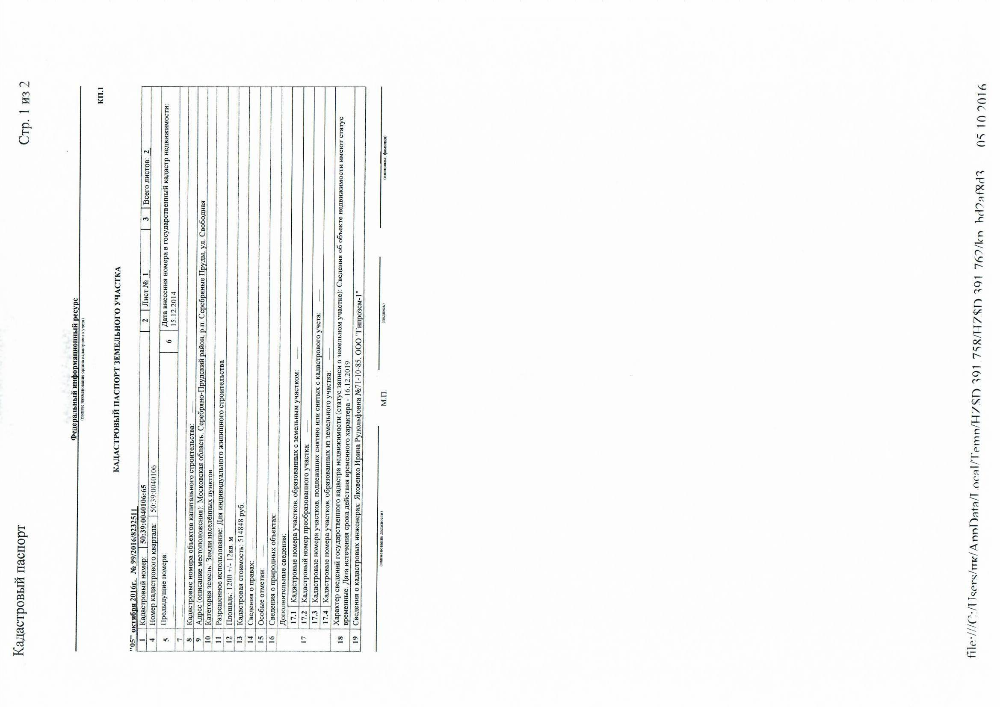 Кадастровый паспорт Стр. 1 из 2
Федеральный информационный ресурс
(полное наименование органа кадастрового учета)
КП.1
КАДАСТРОВЫЙ ПАСПОРТ ЗЕМЕЛЬНОГО УЧАСТКА
"05" октября 2016г. № 99/2016/8232511
1 Кадастровый номер: 50:39:0040106:65 2 Лист № 1 3 Всего листов: 2
4 Номер кадастрового квартала: 50:39:0040106
5 Предыдущие номера: 6 Дата внесения номера в государственный кадастр недвижимости:
15.12.2014
7
8 Кадастровые номера объектов капитального строительства:
9 Адрес (описание местоположения): Московская область, Серебряно-Прудский район, р.п. Серебряные Пруды, ул. Свободная
10 Категория земель: Земли населённых пунктов
11 Разрешенное использование: Для индивидуального жилищного строительства
12 Площадь: 1200 +/- 12кв. м
13 Кадастровая стоимость: 514848 руб.
14 Сведения о правах:
15 Особые отметки:
16 Сведения о природных объектах:
17 Дополнительные сведения:
17.1 Кадастровые номера участков, образованных с земельным участком:
17.2 Кадастровый номер преобразованного участка:
17.3 Кадастровые номера участков, подлежащих снятию или снятых с кадастрового учета:
17.4 Кадастровые номера участков, образованных из земельного участка:
18 Характер сведений государственного кадастра недвижимости (статус записи о земельном участке): Сведения об объекте недвижимости имеют статус
временные. Дата истечения срока действия временного характера - 16.12.2019
19 Сведения о кадастровых инженерах: Яковенко Ирина Рудольфовна №71-10-85, ООО "Гипрозем-1"
М.П.
(наименование должности) (подпись) (инициалы, фамилия)
file:///C:/Users/пк/AppData/Local/Temp/HZ$D.391.758/HZ$D.391.762/kp_bd2af8d3 05.10.2016